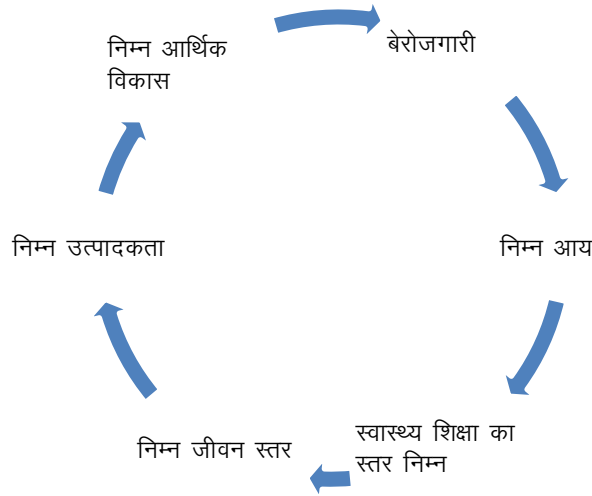 निम्न आर्थिक
विकास
बेरोजगारी
निम्न आय
स्वास्थ्य शिक्षा का
स्तर निम्न
निम्न जीवन स्तर
निम्न उत्पादकता